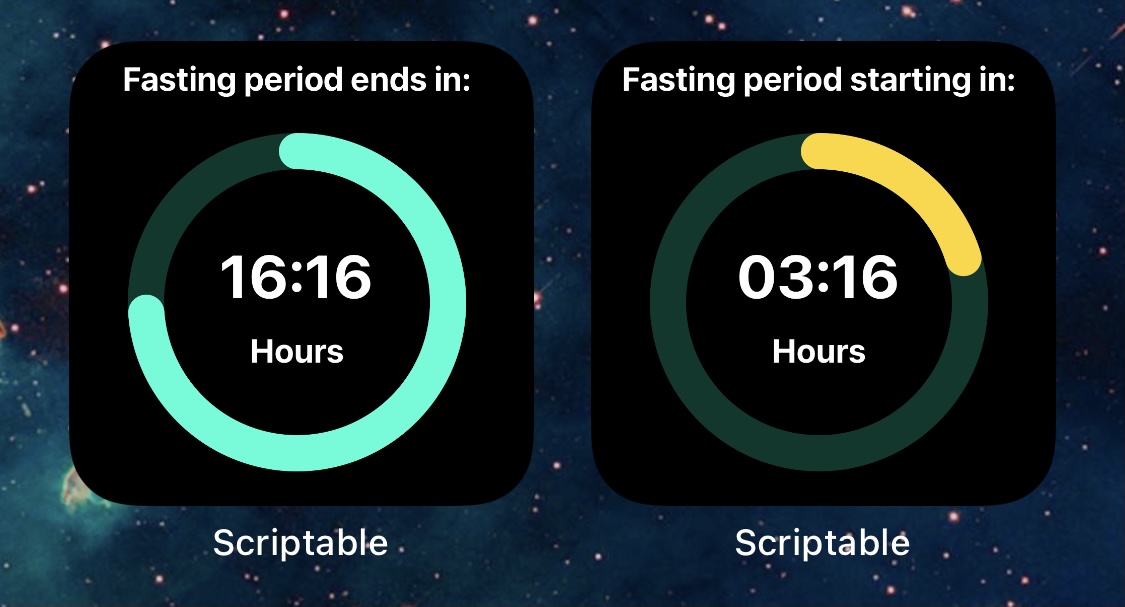 Fasting period ends in:
16:16
Hours
Scriptable
Fasting period starting in:
03:16
Hours
Scriptable